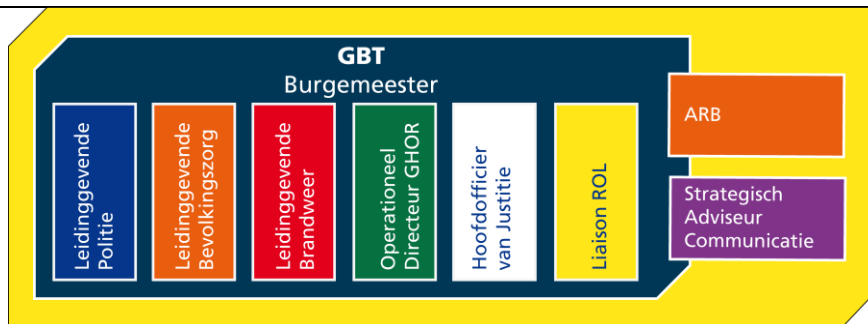 GBT
Burgemeester
Leidinggevende
Politie
Leidinggevende
Bevolkingszorg
Leidinggevende
Brandweer
Operationeel
Directeur GHOR
Hoofdofficier
van Justitie
Liaison ROL
ARB
Strategisch
Adviseur
Communicatie